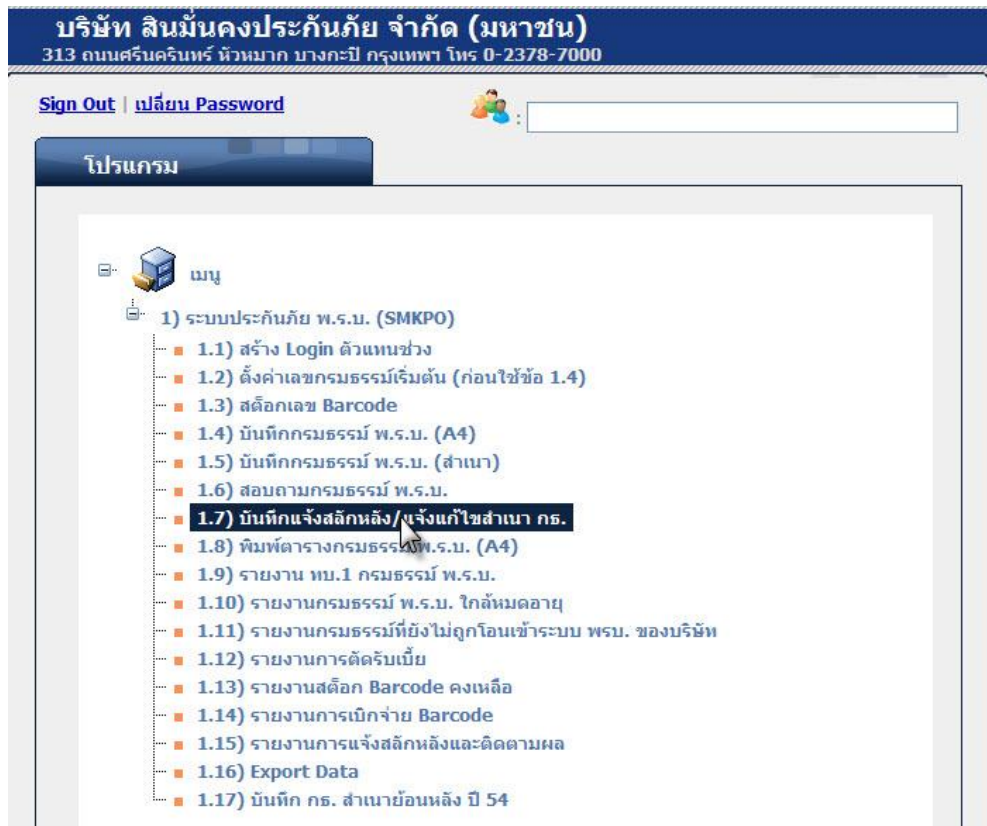 บริษัท สินมั่นคงประกันภัย จำกัด (มหาชน)
313 ถนนศรีนครินทร์ หัวหมาก บางกะปิ กรุงเทพฯ โทร 0-2378-7000
Sign Out | เปลี่ยน Password :
โปรแกรม
เมนู
1) ระบบประกันภัย พ.ร.บ. (SMKPO)
1.1) สร้าง Login ตัวแทนช่วง
1.2) ตั้งค่าเลขกรมธรรม์เริ่มต้น (ก่อนใช้ข้อ 1.4)
1.3) สต็อกเลข Barcode
1.4) บันทึกกรมธรรม์ พ.ร.บ. (A4)
1.5) บันทึกกรมธรรม์ พ.ร.บ. (สำเนา)
1.6) สอบถามกรมธรรม์ พ.ร.บ.
1.7) บันทึกแจ้งสลักหลัง/แจ้งแก้ไขสำเนา กธ.
1.8) พิมพ์ตารางกรมธรรม์ พ.ร.บ. (A4)
1.9) รายงาน ทบ.1 กรมธรรม์ พ.ร.บ.
1.10) รายงานกรมธรรม์ พ.ร.บ. ใกล้หมดอายุ
1.11) รายงานกรมธรรม์ที่ยังไม่ถูกโอนเข้าระบบ พรบ. ของบริษัท
1.12) รายงานการตัดรับเบี้ย
1.13) รายงานสต็อก Barcode คงเหลือ
1.14) รายงานการเบิกจ่าย Barcode
1.15) รายงานการแจ้งสลักหลังและติดตามผล
1.16) Export Data
1.17) บันทึก กธ. สำเนาย้อนหลัง ปี 54